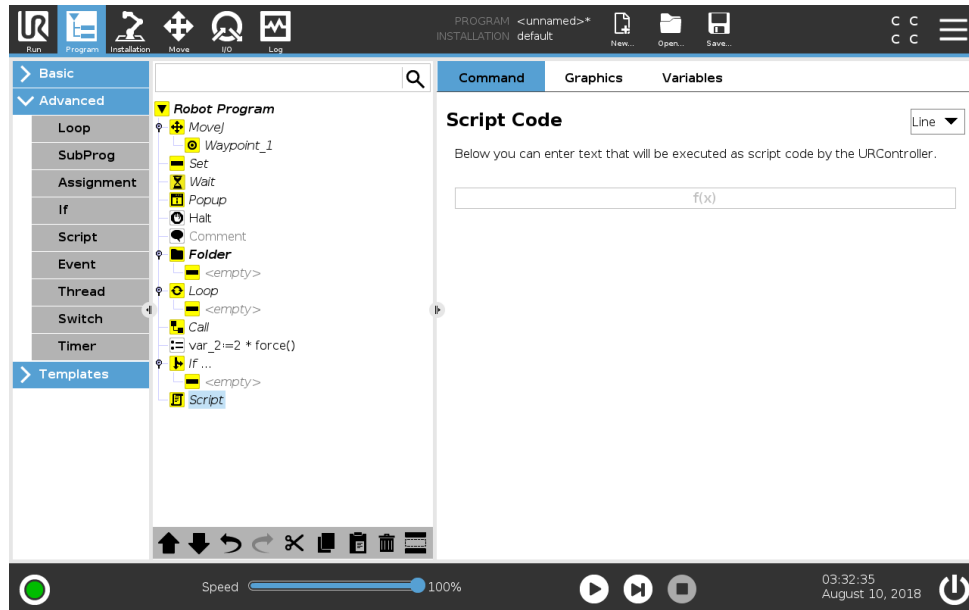 PROGRAM <unnamed>*
INSTALLATION default
C C
C C
Run Program Installation Move I/O Log New... Open... Save...
Basic
Advanced
Loop
SubProg
Assignment
If
Script
Event
Thread
Switch
Timer
Templates
Robot Program
MoveJ
Waypoint_1
Set
Wait
Popup
Halt
Comment
Folder
<empty>
Loop
<empty>
Call
var_2:=2 * force()
If ...
<empty>
Script
Command Graphics Variables
Script Code
Line
Below you can enter text that will be executed as script code by the URController.
f(x)
Speed 100%
03:32:35
August 10, 2018